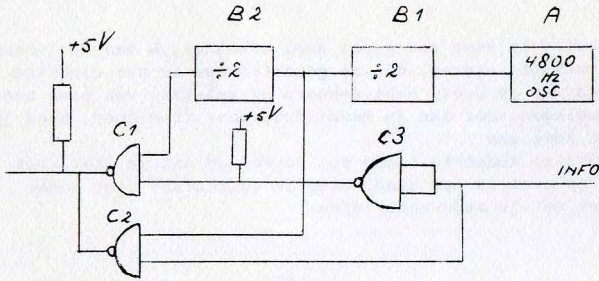 B2 B1 A
+5V ÷2 ÷2 4800
HZ
OSC
+5V
C1 C3
INFO
C2